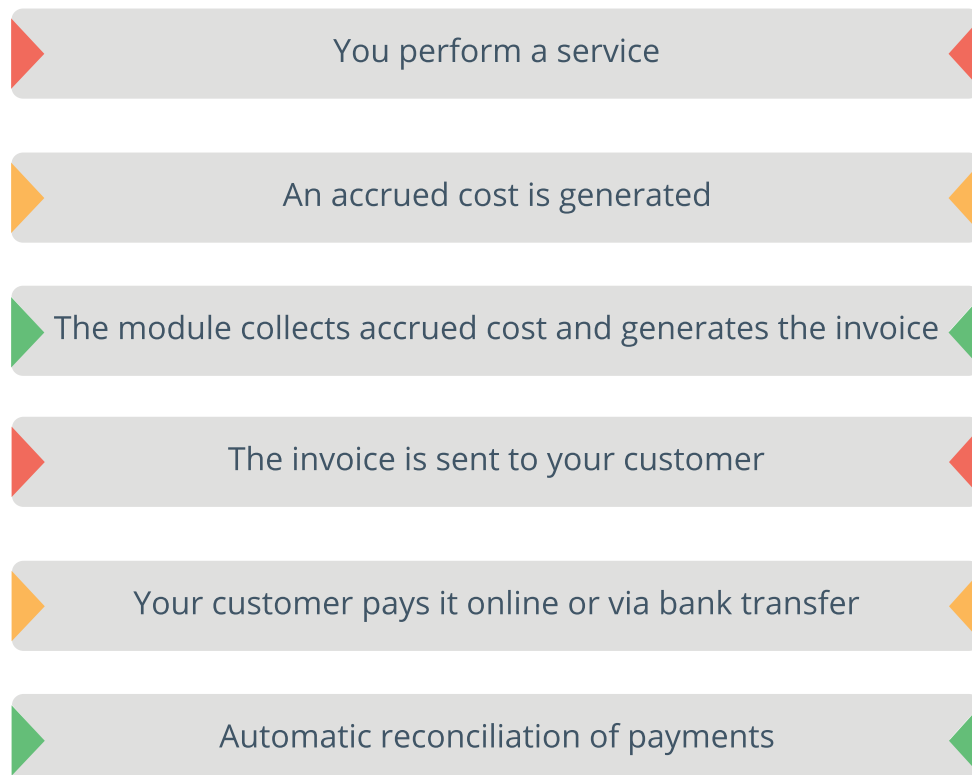 You perform a service
An accrued cost is generated
The module collects accrued cost and generates the invoice
The invoice is sent to your customer
Your customer pays it online or via bank transfer
Automatic reconciliation of payments